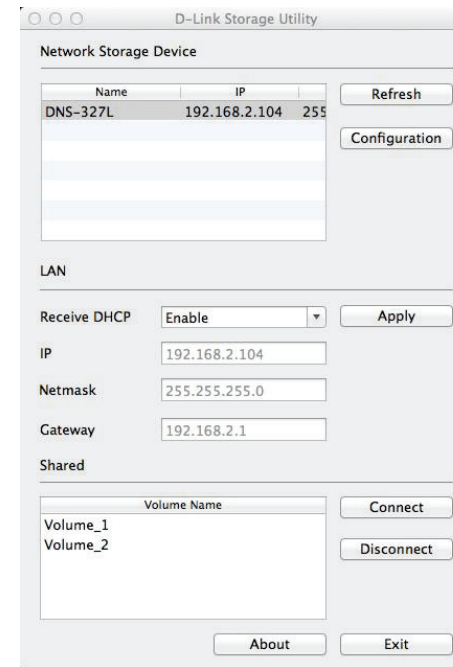 D-Link Storage Utility
Network Storage Device
Name IP
Refresh
DNS-327L 192.168.2.104 255
Configuration
LAN
Receive DHCP Enable Apply
IP 192.168.2.104
Netmask 255.255.255.0
Gateway 192.168.2.1
Shared
Volume Name
Connect
Volume_1
Volume_2
Disconnect
About Exit